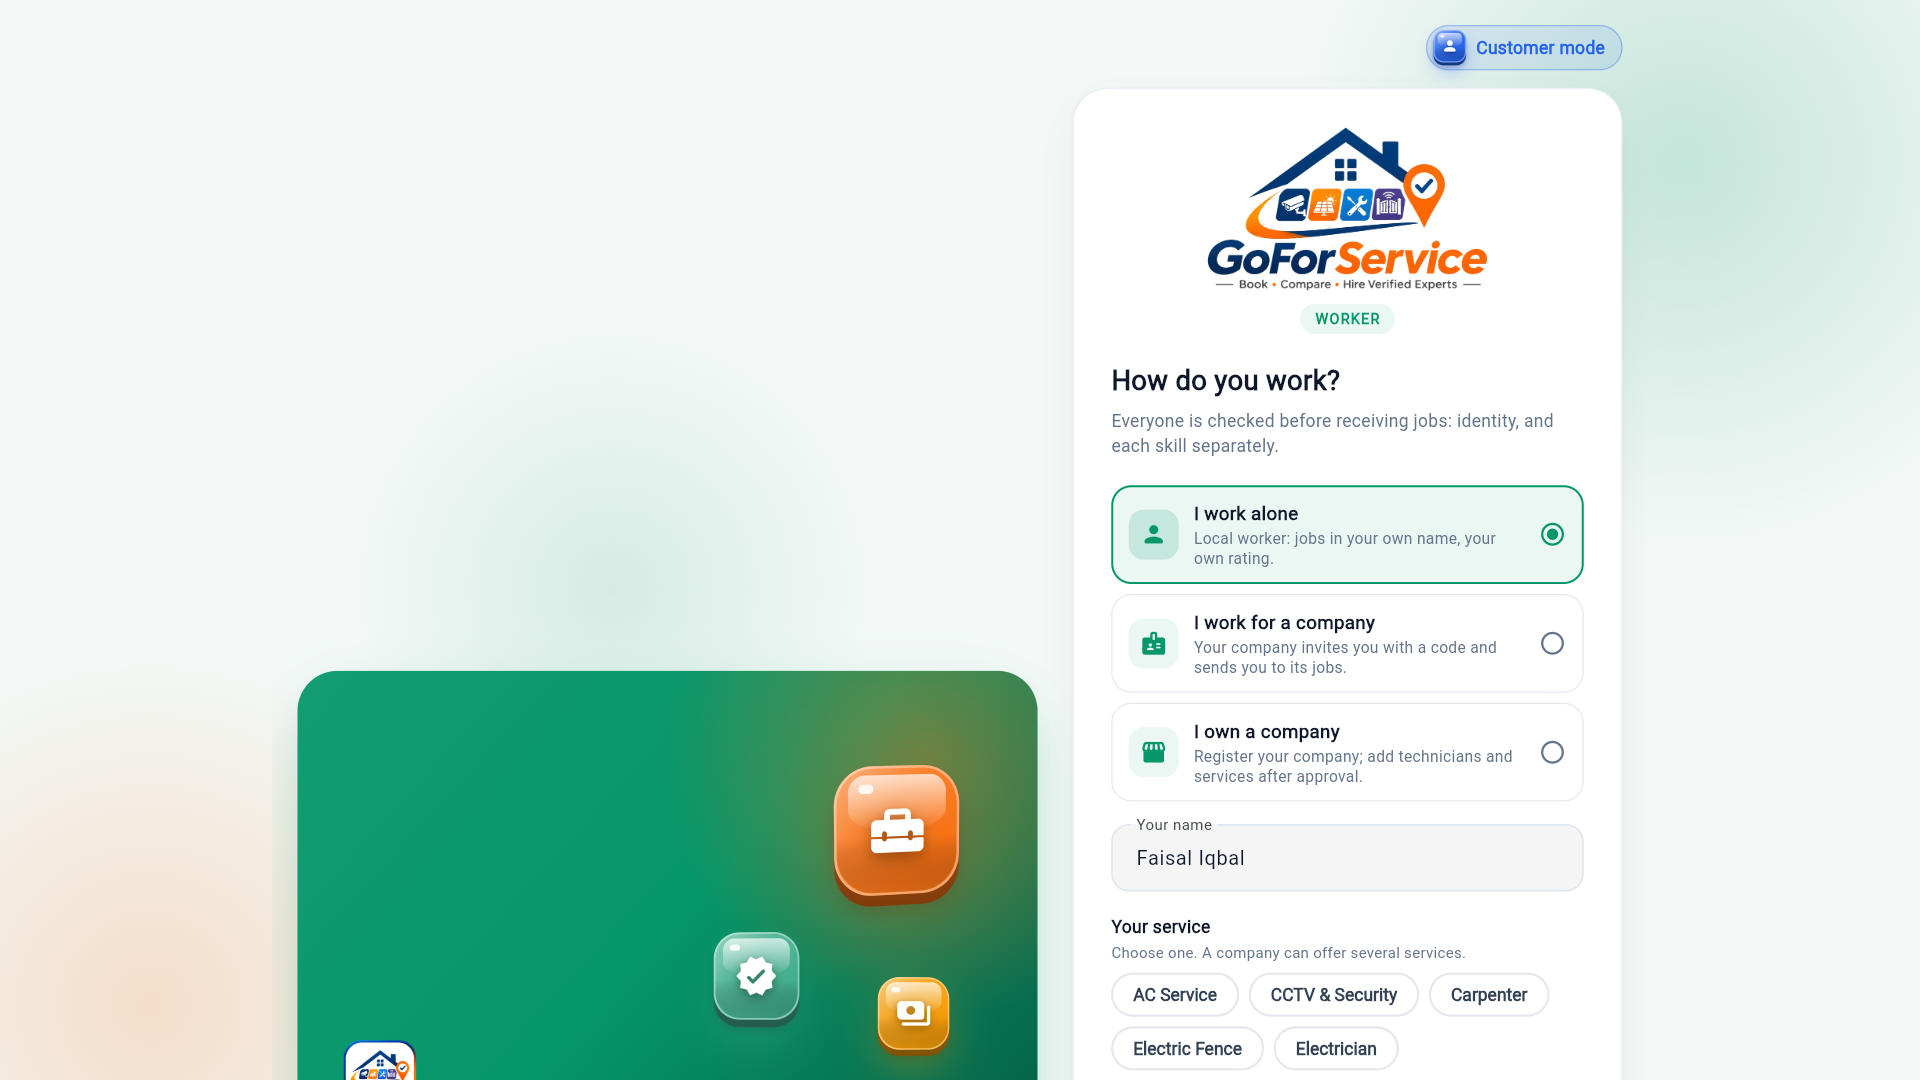 Customer mode
GoForService
Book • Compare • Hire Verified Experts
WORKER
How do you work?
Everyone is checked before receiving jobs: identity, and
each skill separately.
I work alone
Local worker: jobs in your own name, your
own rating.
I work for a company
Your company invites you with a code and
sends you to its jobs.
I own a company
Register your company; add technicians and
services after approval.
Your name
Faisal Iqbal
Your service
Choose one. A company can offer several services.
AC Service
CCTV & Security
Carpenter
Electric Fence
Electrician